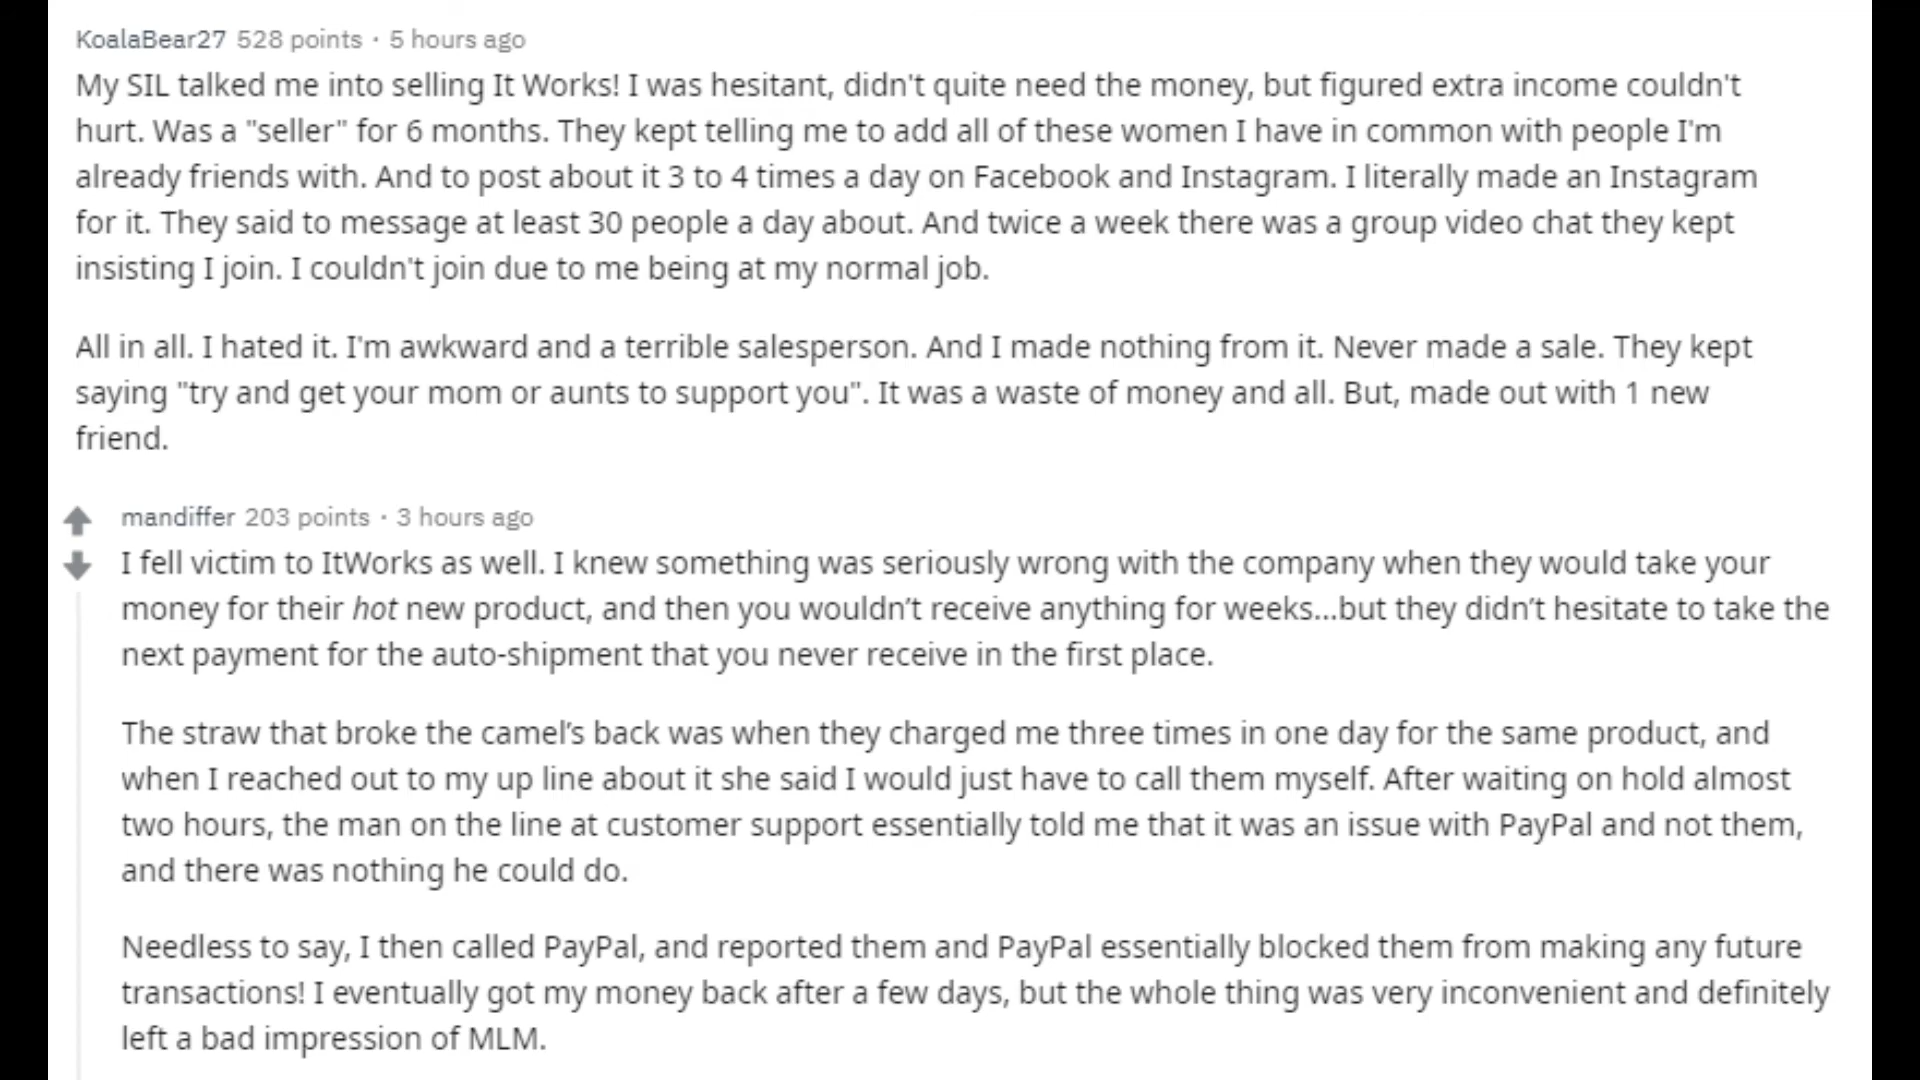 KoalaBear27 528 points · 5 hours ago
My SIL talked me into selling It Works! I was hesitant, didn't quite need the money, but figured extra income couldn't
hurt. Was a "seller" for 6 months. They kept telling me to add all of these women I have in common with people I'm
already friends with. And to post about it 3 to 4 times a day on Facebook and Instagram. I literally made an Instagram
for it. They said to message at least 30 people a day about. And twice a week there was a group video chat they kept
insisting I join. I couldn't join due to me being at my normal job.
All in all. I hated it. I'm awkward and a terrible salesperson. And I made nothing from it. Never made a sale. They kept
saying "try and get your mom or aunts to support you". It was a waste of money and all. But, made out with 1 new
friend.
mandiffer 203 points · 3 hours ago
I fell victim to ItWorks as well. I knew something was seriously wrong with the company when they would take your
money for their hot new product, and then you wouldn’t receive anything for weeks...but they didn’t hesitate to take the
next payment for the auto-shipment that you never receive in the first place.
The straw that broke the camel’s back was when they charged me three times in one day for the same product, and
when I reached out to my up line about it she said I would just have to call them myself. After waiting on hold almost
two hours, the man on the line at customer support essentially told me that it was an issue with PayPal and not them,
and there was nothing he could do.
Needless to say, I then called PayPal, and reported them and PayPal essentially blocked them from making any future
transactions! I eventually got my money back after a few days, but the whole thing was very inconvenient and definitely
left a bad impression of MLM.